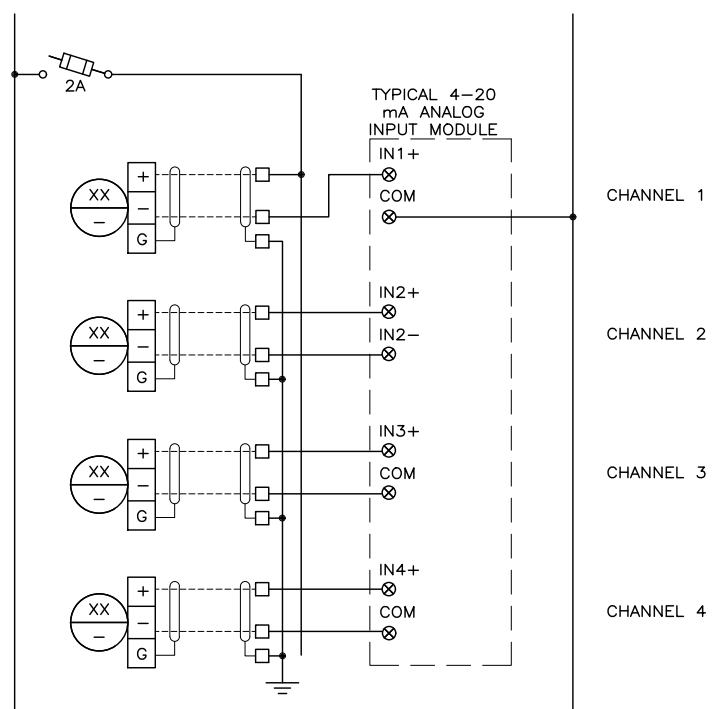 2A
TYPICAL 4-20
mA ANALOG
INPUT MODULE
IN1+
COM
XX
-
+
-
G
CHANNEL 1
IN2+
IN2-
XX
-
+
-
G
CHANNEL 2
IN3+
COM
XX
-
+
-
G
CHANNEL 3
IN4+
COM
XX
-
+
-
G
CHANNEL 4